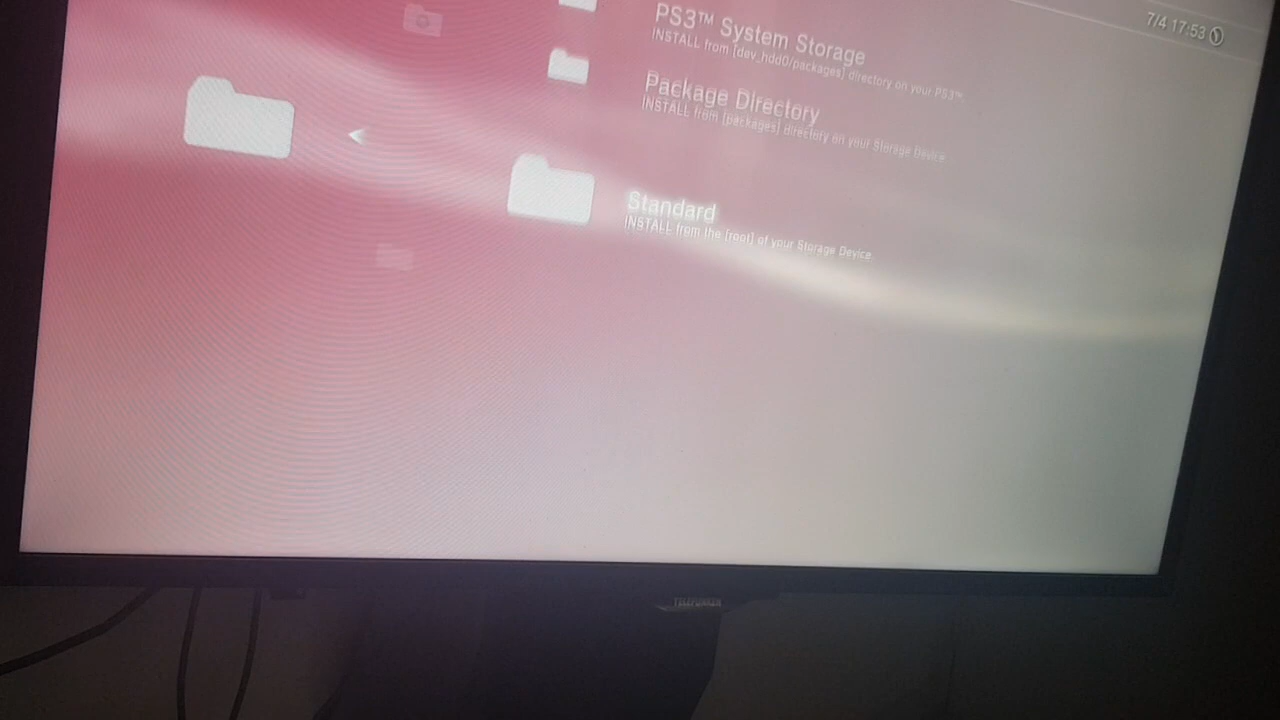 7/4 17:53
PS3™ System Storage
INSTALL from [dev_hdd0/packages] directory on your PS3™
Package Directory
INSTALL from [packages] directory on your Storage Device.
Standard
INSTALL from the [root] of your Storage Device.
TELEFUNKEN